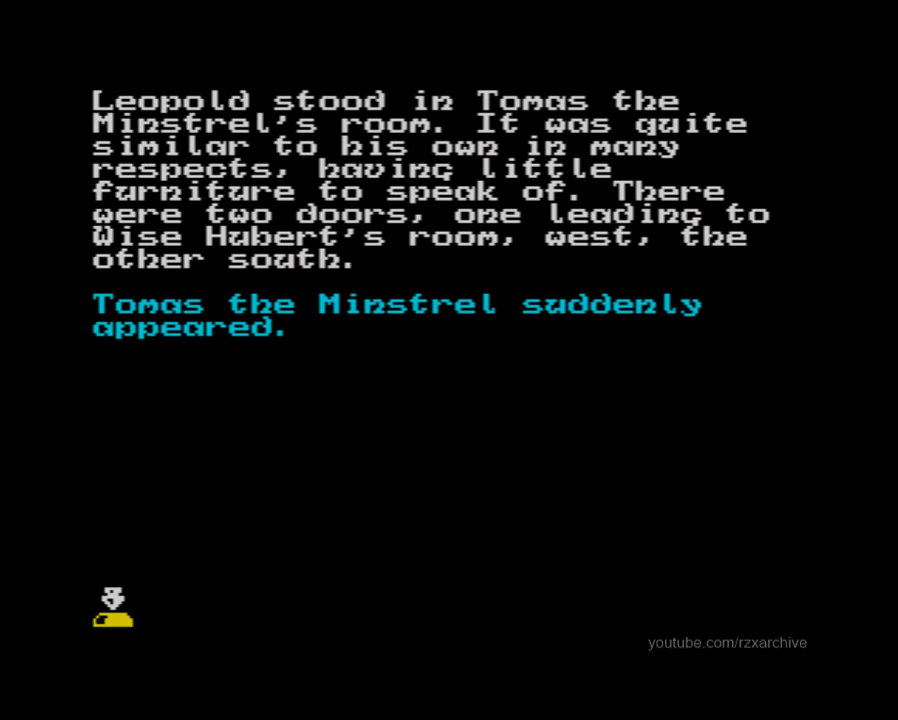 Leopold stood in Tomas the
Minstrel's room. It was quite
similar to his own in many
respects, having little
furniture to speak of. There
were two doors, one leading to
Wise Hubert's room, west, the
other south.
Tomas the Minstrel suddenly
appeared.
youtube.com/rzxarchive